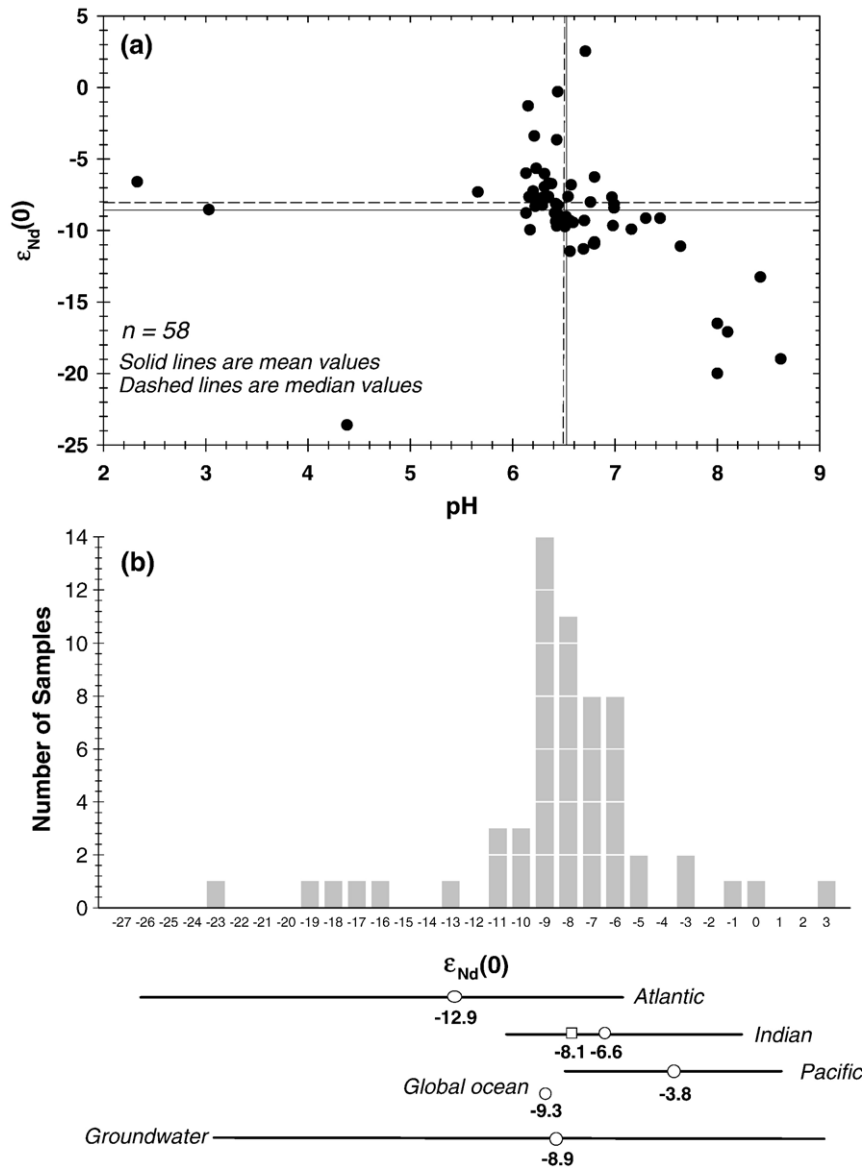 (a)
5
0
-5
-10
-15
-20
-25
εNd(0)
n = 58
Solid lines are mean values
Dashed lines are median values
2 3 4 5 6 7 8 9
pH
(b)
14
12
10
8
6
4
2
0
Number of Samples
-27 -26 -25 -24 -23 -22 -21 -20 -19 -18 -17 -16 -15 -14 -13 -12 -11 -10 -9 -8 -7 -6 -5 -4 -3 -2 -1 0 1 2 3
εNd(0)
Atlantic
-12.9
Indian
-8.1 -6.6
Pacific
-3.8
Global ocean
-9.3
Groundwater
-8.9